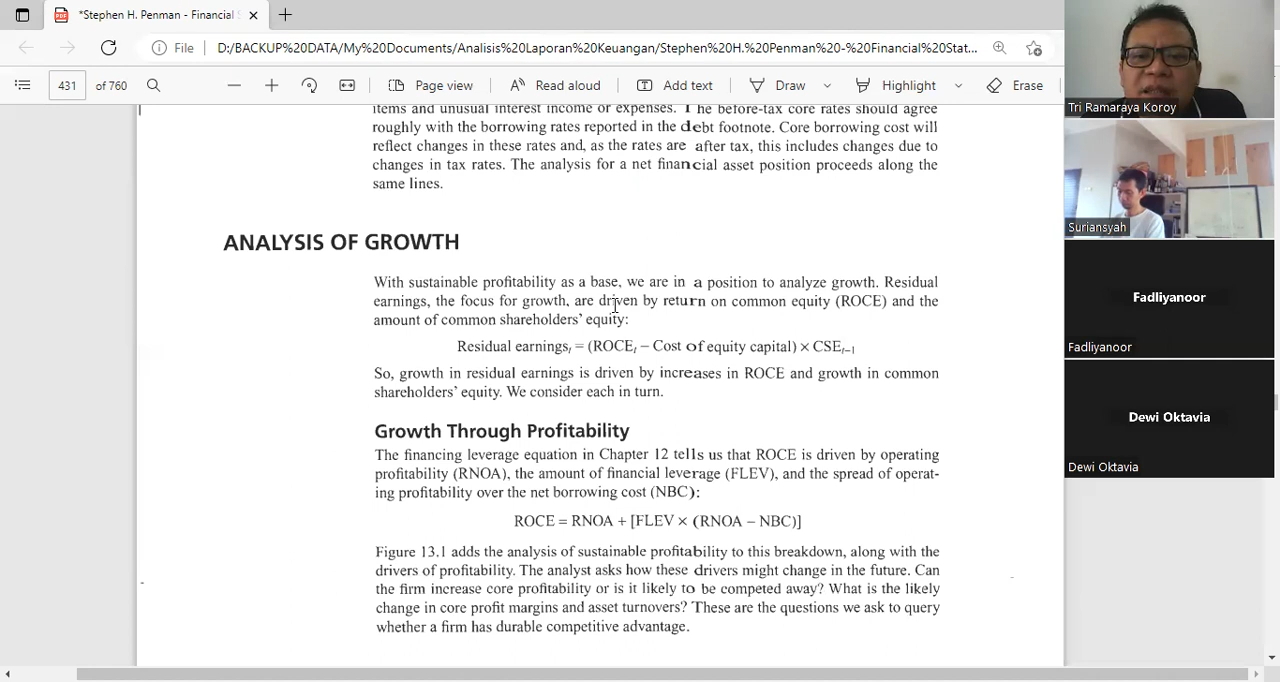 *Stephen H. Penman - Financial S
File
D:/BACKUP%20DATA/My%20Documents/Analisis%20Laporan%20Keuangan/Stephen%20H.%20Penman%20-%20Financial%20Stat...
431 of 760
Page view
Read aloud
Add text
Draw
Highlight
Erase
items and unusual interest income or expenses. The before-tax core rates should agree
roughly with the borrowing rates reported in the debt footnote. Core borrowing cost will
reflect changes in these rates and, as the rates are after tax, this includes changes due to
changes in tax rates. The analysis for a net financial asset position proceeds along the
same lines.
ANALYSIS OF GROWTH
With sustainable profitability as a base, we are in a position to analyze growth. Residual
earnings, the focus for growth, are driven by return on common equity (ROCE) and the
amount of common shareholders' equity:
Residual earningsₜ = (ROCEₜ − Cost of equity capital) × CSEₜ₋₁
So, growth in residual earnings is driven by increases in ROCE and growth in common
shareholders' equity. We consider each in turn.
Growth Through Profitability
The financing leverage equation in Chapter 12 tells us that ROCE is driven by operating
profitability (RNOA), the amount of financial leverage (FLEV), and the spread of operat-
ing profitability over the net borrowing cost (NBC):
ROCE = RNOA + [FLEV × (RNOA − NBC)]
Figure 13.1 adds the analysis of sustainable profitability to this breakdown, along with the
drivers of profitability. The analyst asks how these drivers might change in the future. Can
the firm increase core profitability or is it likely to be competed away? What is the likely
change in core profit margins and asset turnovers? These are the questions we ask to query
whether a firm has durable competitive advantage.
Tri Ramaraya Koroy
Suriansyah
Fadliyanoor
Fadliyanoor
Dewi Oktavia
Dewi Oktavia